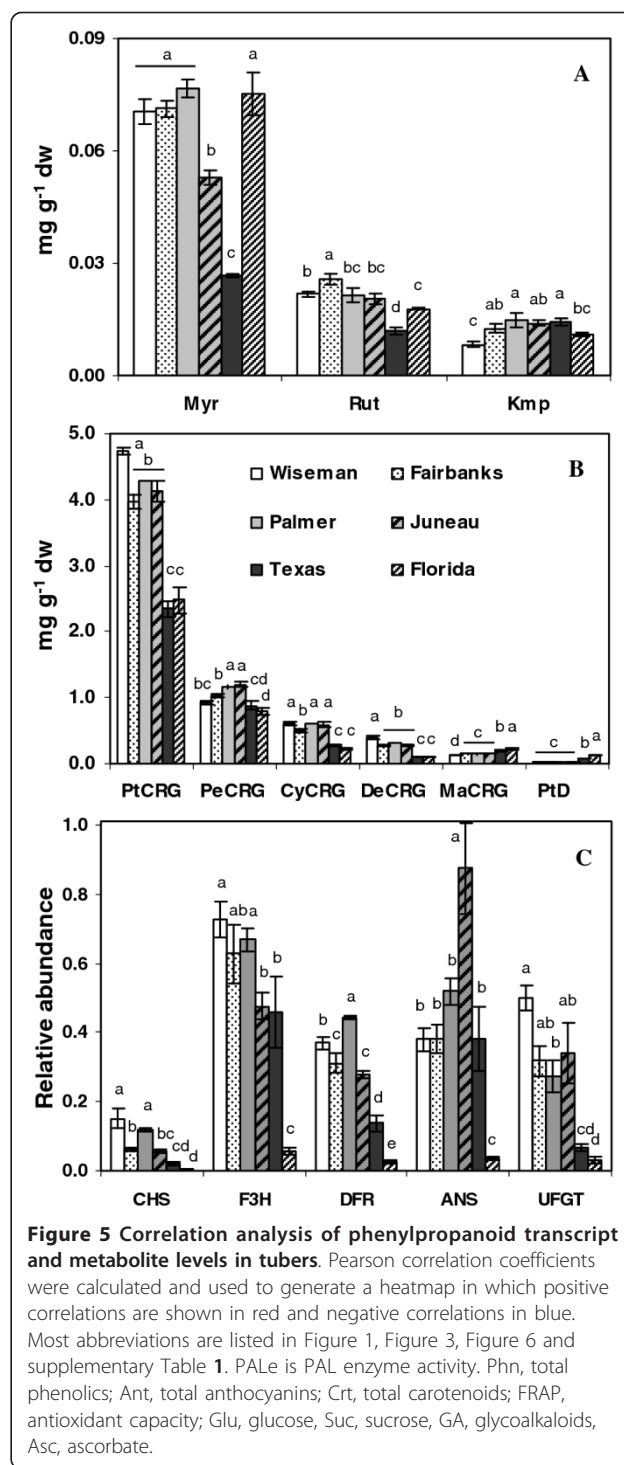 A
mg g-1 dw
0.09
0.06
0.03
0.00
a
b
c
a
b
a
bc
bc
d
c
c
ab
a
ab
a
bc
Myr
Rut
Kmp
B
mg g-1 dw
5.0
4.0
3.0
2.0
1.0
0.0
Wiseman
Fairbanks
Palmer
Juneau
Texas
Florida
a
b
cc
bc
b
a
a
cd
d
a
b
a
a
c
c
a
b
c
c
d
c
b
a
c
b
a
PtCRG
PeCRG
CyCRG
DeCRG
MaCRG
PtD
C
Relative abundance
1.0
0.8
0.6
0.4
0.2
0.0
a
b
a
bc
cd
d
a
ab
a
b
b
c
b
c
a
c
d
e
b
b
b
a
b
c
a
ab
b
ab
cd
d
CHS
F3H
DFR
ANS
UFGT
Figure 5 Correlation analysis of phenylpropanoid transcript
and metabolite levels in tubers. Pearson correlation coefficients
were calculated and used to generate a heatmap in which positive
correlations are shown in red and negative correlations in blue.
Most abbreviations are listed in Figure 1, Figure 3, Figure 6 and
supplementary Table 1. PALe is PAL enzyme activity. Phn, total
phenolics; Ant, total anthocyanins; Crt, total carotenoids; FRAP,
antioxidant capacity; Glu, glucose, Suc, sucrose, GA, glycoalkaloids,
Asc, ascorbate.